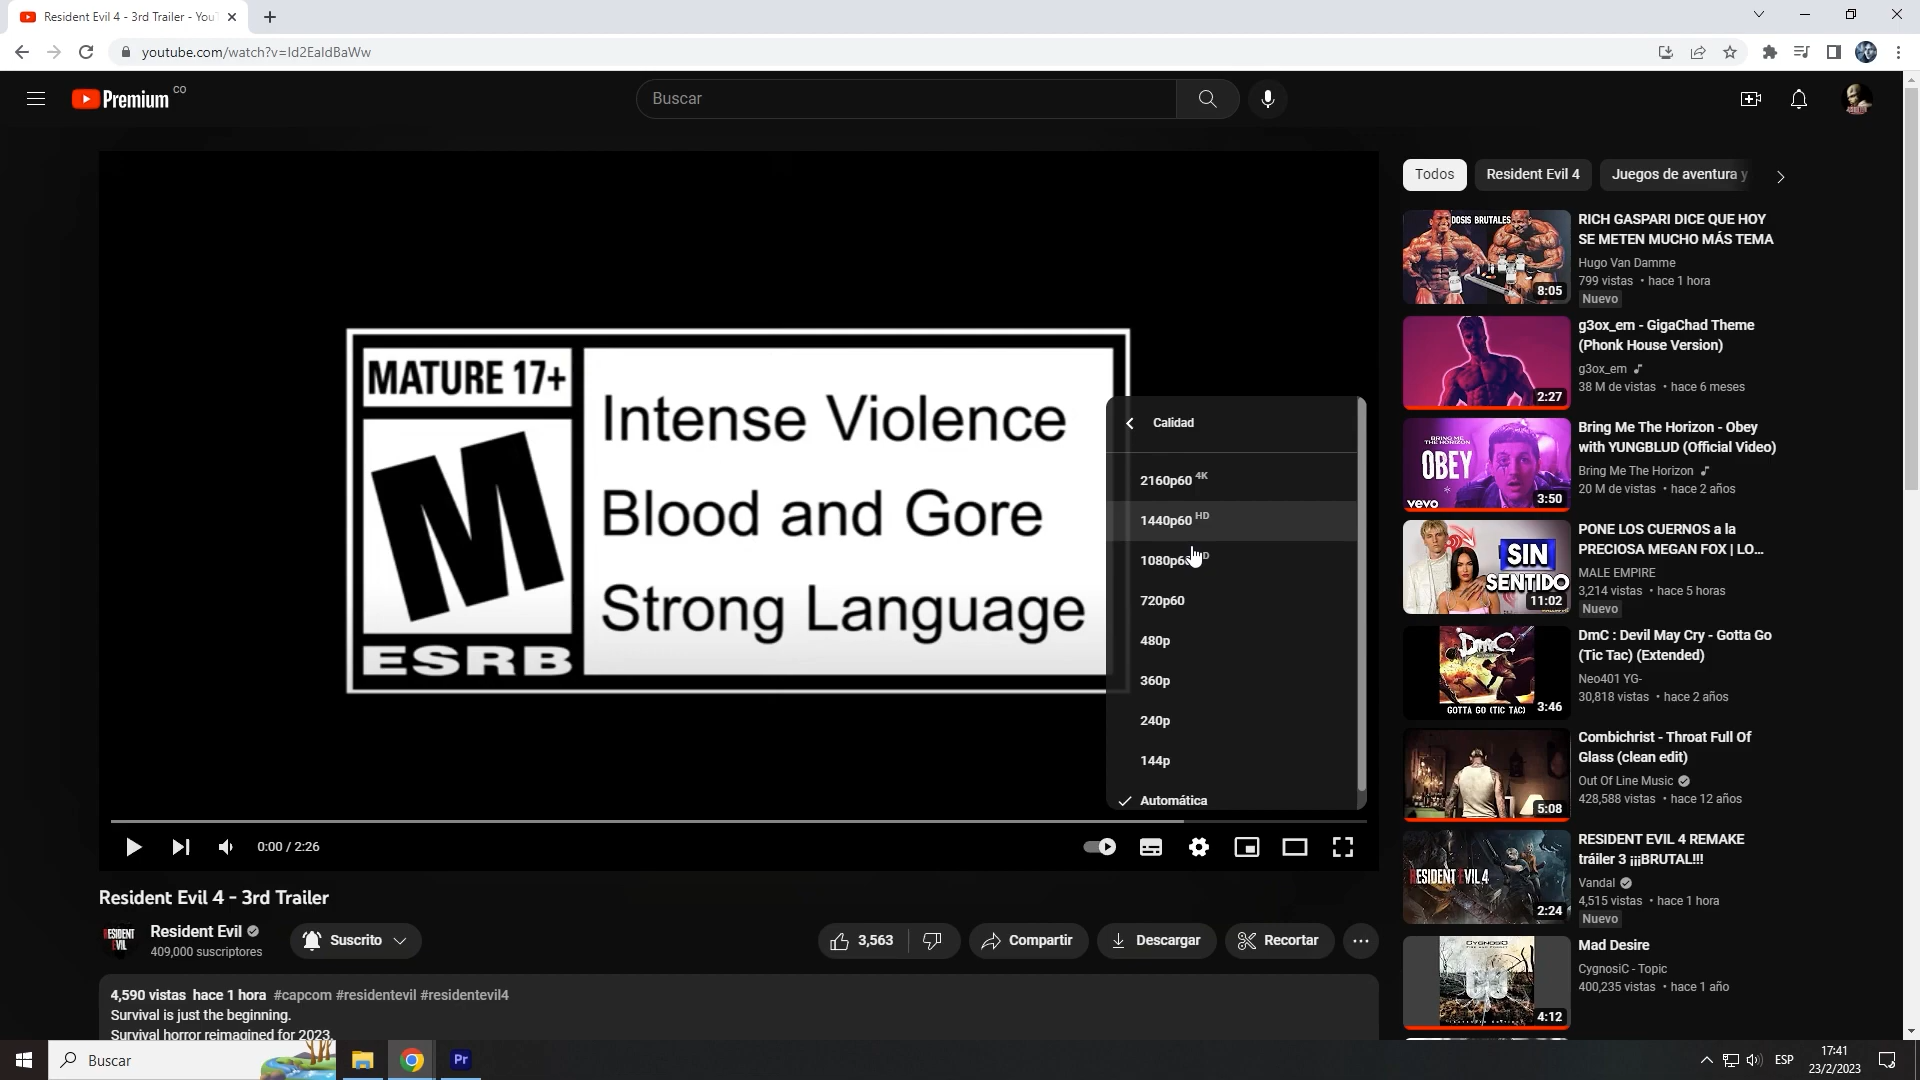 Resident Evil 4 - 3rd Trailer - You
youtube.com/watch?v=Id2EaldBaWw
Premium CO
Buscar
MATURE 17+
M
ESRB
Intense Violence
Blood and Gore
Strong Language
Calidad
2160p60 4K
1440p60 HD
1080p60 HD
720p60
480p
360p
240p
144p
Automática
0:00 / 2:26
Resident Evil 4 - 3rd Trailer
RESIDENT EVIL
Resident Evil
409,000 suscriptores
Suscrito
3,563
Compartir
Descargar
Recortar
4,590 vistas hace 1 hora #capcom #residentevil #residentevil4
Survival is just the beginning.
Survival horror reimagined for 2023.
Todos
Resident Evil 4
Juegos de aventura y
DOSIS BRUTALES
8:05
RICH GASPARI DICE QUE HOY
SE METEN MUCHO MÁS TEMA
Hugo Van Damme
799 vistas • hace 1 hora
Nuevo
2:27
g3ox_em - GigaChad Theme
(Phonk House Version)
g3ox_em
38 M de vistas • hace 6 meses
BRING ME
THE HORIZON
OBEY
vevo
3:50
Bring Me The Horizon - Obey
with YUNGBLUD (Official Video)
Bring Me The Horizon
20 M de vistas • hace 2 años
SIN
SENTIDO
11:02
PONE LOS CUERNOS a la
PRECIOSA MEGAN FOX | LO...
MALE EMPIRE
3,214 vistas • hace 5 horas
Nuevo
DmC
GOTTA GO (TIC TAC)
3:46
DmC : Devil May Cry - Gotta Go
(Tic Tac) (Extended)
Neo401 YG-
30,818 vistas • hace 2 años
5:08
Combichrist - Throat Full Of
Glass (clean edit)
Out Of Line Music
428,588 vistas • hace 12 años
RESIDENT EVIL 4
2:24
RESIDENT EVIL 4 REMAKE
tráiler 3 ¡¡¡BRUTAL!!!
Vandal
4,515 vistas • hace 1 hora
Nuevo
CYGNOSIC
4:12
Mad Desire
CygnosiC - Topic
400,235 vistas • hace 1 año
Buscar
Pr
ESP
17:41
23/2/2023